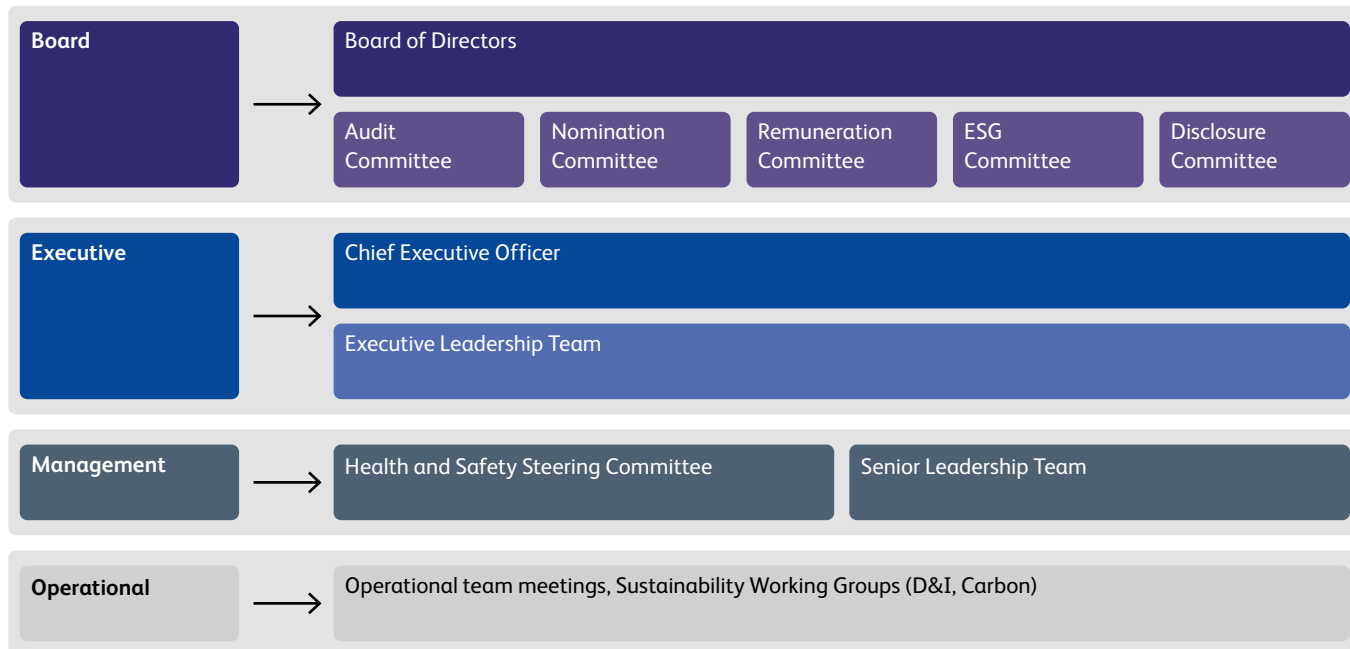 Board
Board of Directors
Audit
Committee
Nomination
Committee
Remuneration
Committee
ESG
Committee
Disclosure
Committee
Executive
Chief Executive Officer
Executive Leadership Team
Management
Health and Safety Steering Committee
Senior Leadership Team
Operational
Operational team meetings, Sustainability Working Groups (D&I, Carbon)